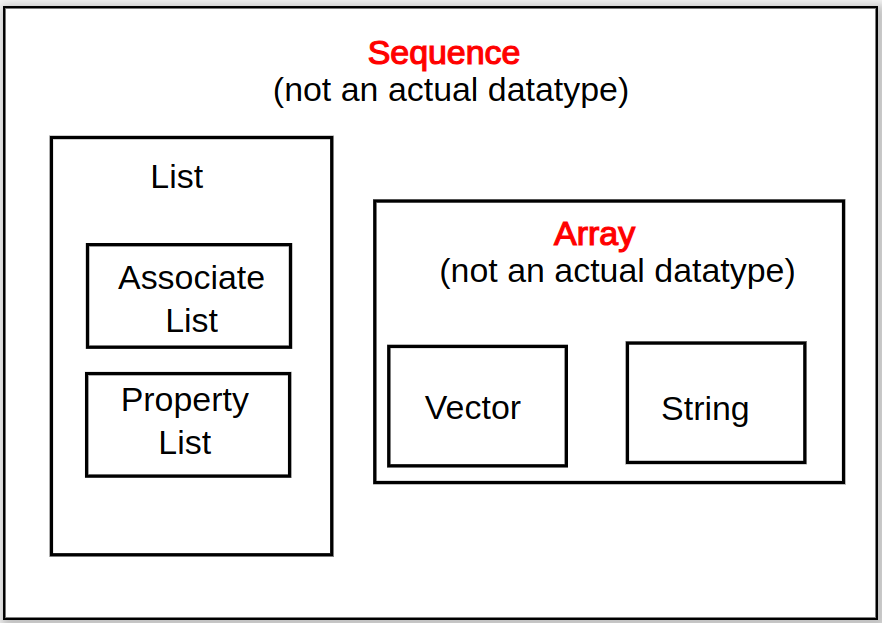 Sequence
(not an actual datatype)
List
Associate
List
Property
List
Array
(not an actual datatype)
Vector
String